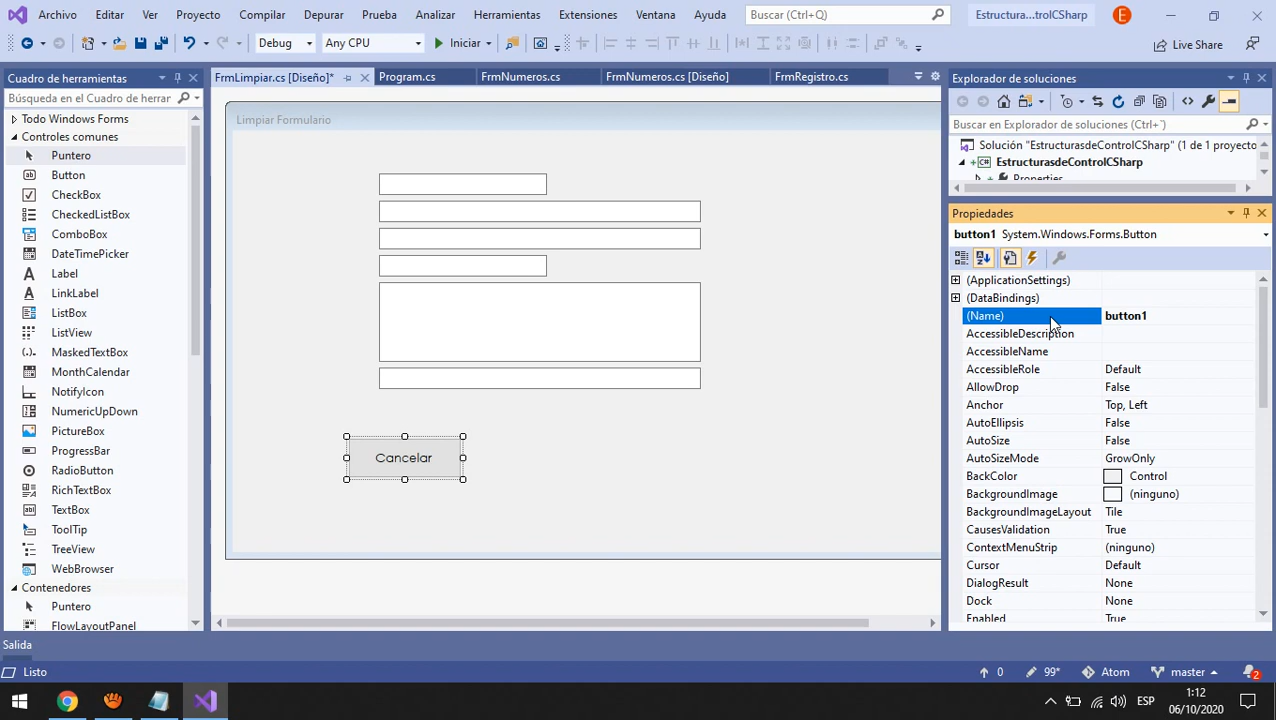 Archivo Editar Ver Proyecto Compilar Depurar Prueba Analizar Herramientas Extensiones Ventana Ayuda Buscar (Ctrl+Q) Estructura...trolCSharp E
Debug Any CPU Iniciar Live Share
Cuadro de herramientas
Búsqueda en el Cuadro de herrar
Todo Windows Forms
Controles comunes
Puntero
Button
CheckBox
CheckedListBox
ComboBox
DateTimePicker
Label
LinkLabel
ListBox
ListView
MaskedTextBox
MonthCalendar
NotifyIcon
NumericUpDown
PictureBox
ProgressBar
RadioButton
RichTextBox
TextBox
ToolTip
TreeView
WebBrowser
Contenedores
Puntero
FlowLayoutPanel
FrmLimpiar.cs [Diseño]* Program.cs FrmNumeros.cs FrmNumeros.cs [Diseño] FrmRegistro.cs
Limpiar Formulario
Cancelar
Explorador de soluciones
Buscar en Explorador de soluciones (Ctrl+¨)
Solución "EstructurasdeControlCSharp" (1 de 1 proyecto
EstructurasdeControlCSharp
Properties
Propiedades
button1 System.Windows.Forms.Button
(ApplicationSettings)
(DataBindings)
(Name) button1
AccessibleDescription
AccessibleName
AccessibleRole Default
AllowDrop False
Anchor Top, Left
AutoEllipsis False
AutoSize False
AutoSizeMode GrowOnly
BackColor Control
BackgroundImage (ninguno)
BackgroundImageLayout Tile
CausesValidation True
ContextMenuStrip (ninguno)
Cursor Default
DialogResult None
Dock None
Enabled True
Salida
Listo 0 99* Atom master 2
ESP 1:12
06/10/2020